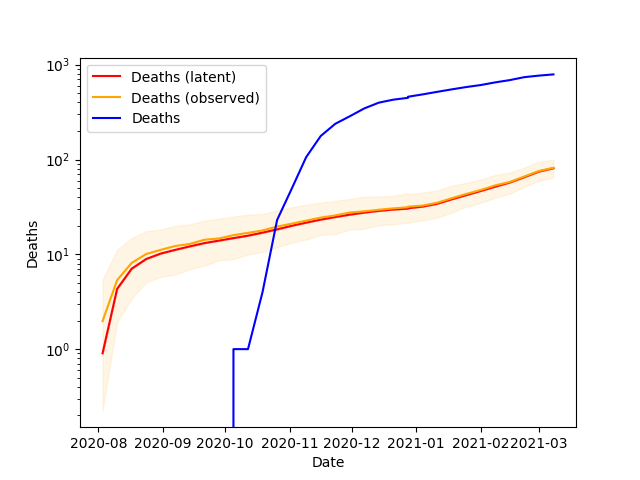 10³
10²
10¹
10⁰
Deaths
Deaths (latent)
Deaths (observed)
Deaths
2020-08 2020-09 2020-10 2020-11 2020-12 2021-01 2021-02 2021-03
Date